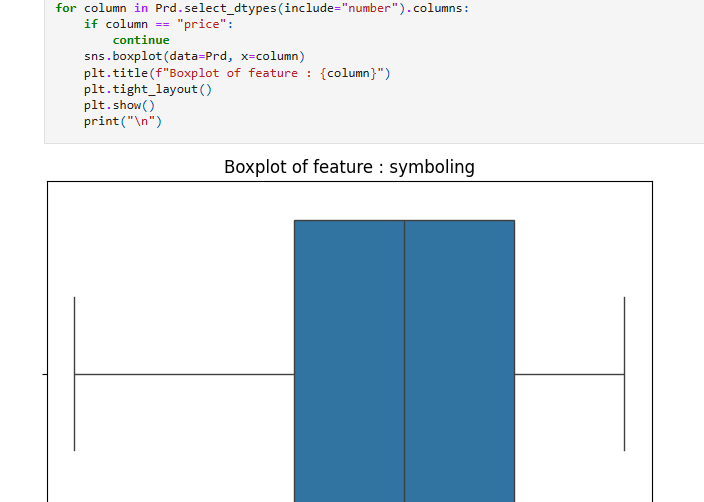 for column in Prd.select_dtypes(include="number").columns:
    if column == "price":
        continue
    sns.boxplot(data=Prd, x=column)
    plt.title(f"Boxplot of feature : {column}")
    plt.tight_layout()
    plt.show()
    print("\n")
Boxplot of feature : symboling